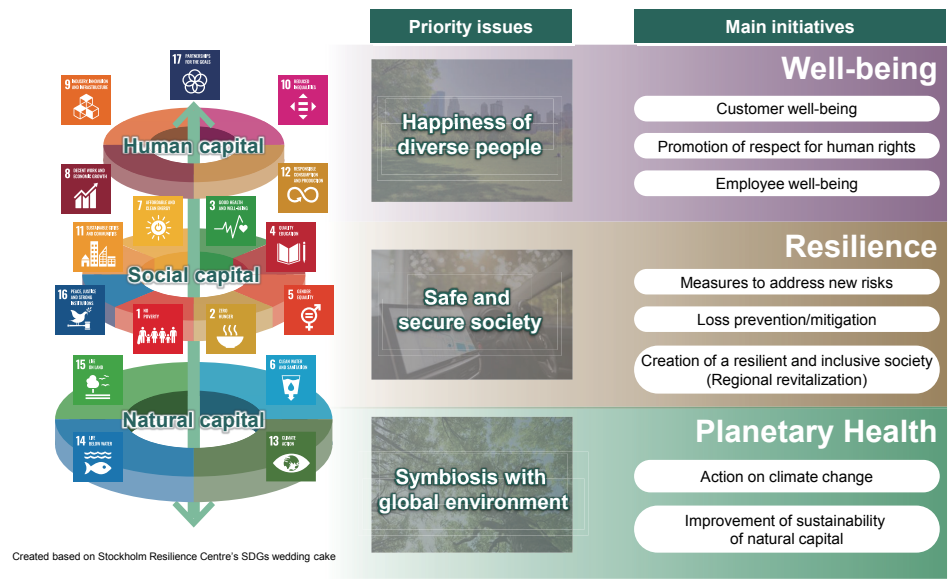 Priority issues
Main initiatives
17 PARTNERSHIPS
FOR THE GOALS
9 INDUSTRY, INNOVATION
AND INFRASTRUCTURE
10 REDUCED
INEQUALITIES
Human capital
8 DECENT WORK AND
ECONOMIC GROWTH
12 RESPONSIBLE
CONSUMPTION
AND PRODUCTION
7 AFFORDABLE AND
CLEAN ENERGY
3 GOOD HEALTH
AND WELL-BEING
11 SUSTAINABLE CITIES
AND COMMUNITIES
4 QUALITY
EDUCATION
Social capital
16 PEACE, JUSTICE
AND STRONG
INSTITUTIONS
5 GENDER
EQUALITY
1 NO
POVERTY
2 ZERO
HUNGER
15 LIFE
ON LAND
6 CLEAN WATER
AND SANITATION
Natural capital
14 LIFE
BELOW WATER
13 CLIMATE
ACTION
Created based on Stockholm Resilience Centre's SDGs wedding cake
Happiness of
diverse people
Well-being
Customer well-being
Promotion of respect for human rights
Employee well-being
Safe and
secure society
Resilience
Measures to address new risks
Loss prevention/mitigation
Creation of a resilient and inclusive society
(Regional revitalization)
Symbiosis with
global environment
Planetary Health
Action on climate change
Improvement of sustainability
of natural capital